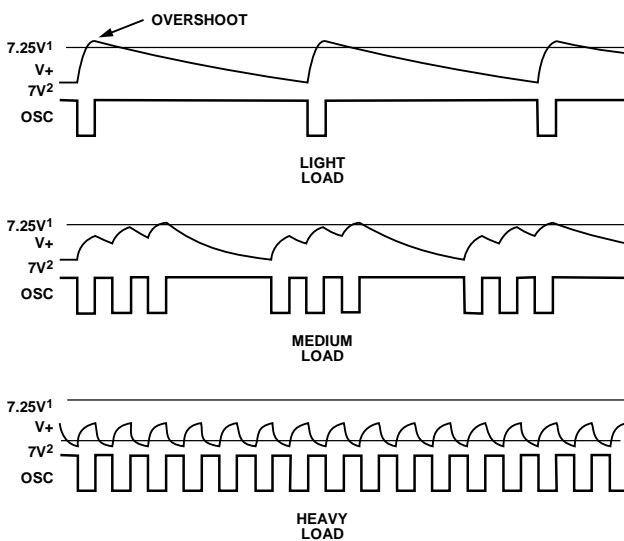 OVERSHOOT
7.25V1
V+
7V2
OSC
LIGHT
LOAD
7.25V1
V+
7V2
OSC
MEDIUM
LOAD
7.25V1
V+
7V2
OSC
HEAVY
LOAD